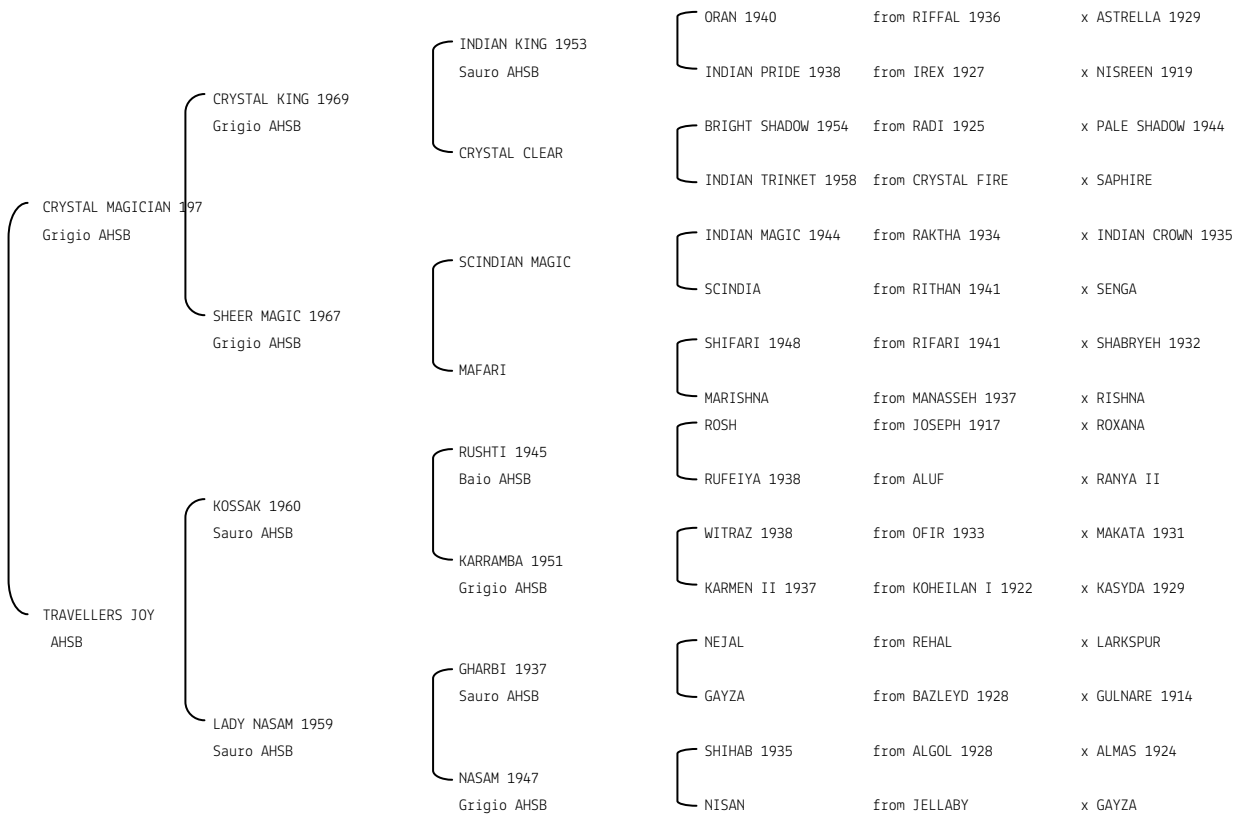 ORAN 1940 from RIFFAL 1936 x ASTRELLA 1929
INDIAN KING 1953
Sauro AHSB INDIAN PRIDE 1938 from IREX 1927 x NISREEN 1919
CRYSTAL KING 1969
Grigio AHSB BRIGHT SHADOW 1954 from RADI 1925 x PALE SHADOW 1944
CRYSTAL CLEAR
INDIAN TRINKET 1958 from CRYSTAL FIRE x SAPHIRE
CRYSTAL MAGICIAN 197
Grigio AHSB INDIAN MAGIC 1944 from RAKTHA 1934 x INDIAN CROWN 1935
SCINDIAN MAGIC
SCINDIA from RITHAN 1941 x SENGA
SHEER MAGIC 1967
Grigio AHSB SHIFARI 1948 from RIFARI 1941 x SHABRYEH 1932
MAFARI
MARISHNA from MANASSEH 1937 x RISHNA
ROSH from JOSEPH 1917 x ROXANA
RUSHTI 1945
Baio AHSB RUFEIYA 1938 from ALUF x RANYA II
KOSSAK 1960
Sauro AHSB WITRAZ 1938 from OFIR 1933 x MAKATA 1931
KARRAMBA 1951
Grigio AHSB KARMEN II 1937 from KOHEILAN I 1922 x KASYDA 1929
TRAVELLERS JOY
AHSB NEJAL from REHAL x LARKSPUR
GHARBI 1937
Sauro AHSB GAYZA from BAZLEYD 1928 x GULNARE 1914
LADY NASAM 1959
Sauro AHSB SHIHAB 1935 from ALGOL 1928 x ALMAS 1924
NASAM 1947
Grigio AHSB NISAN from JELLABY x GAYZA